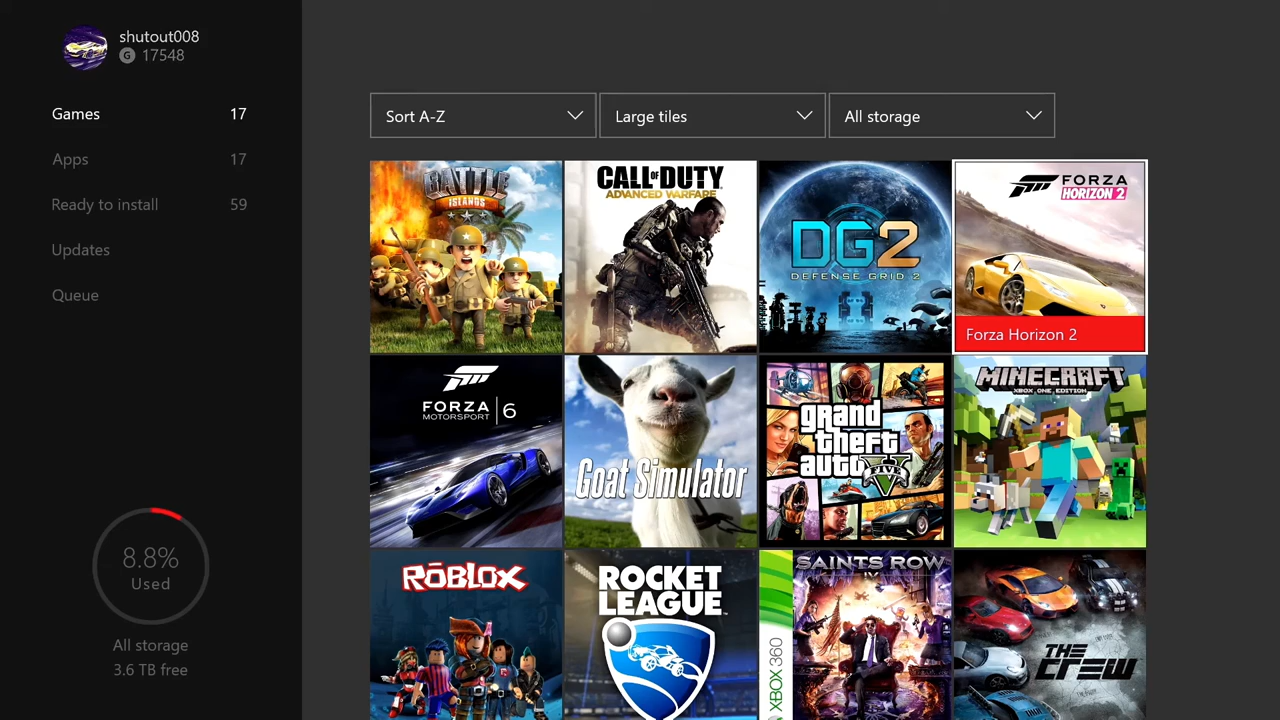 shutout008
G 17548
Games 17
Apps 17
Ready to install 59
Updates
Queue
8.8%
Used
All storage
3.6 TB free
Sort A-Z
Large tiles
All storage
BATTLE
ISLANDS
CALL OF DUTY
ADVANCED WARFARE
DG2
DEFENSE GRID 2
FORZA
HORIZON 2
Forza Horizon 2
FORZA
MOTORSPORT 6
Goat Simulator
grand
theft
auto
FIVE
MINECRAFT
XBOX ONE EDITION
ROBLOX
ROCKET
LEAGUE
XBOX 360
SAINTS ROW
IV
THE
CREW